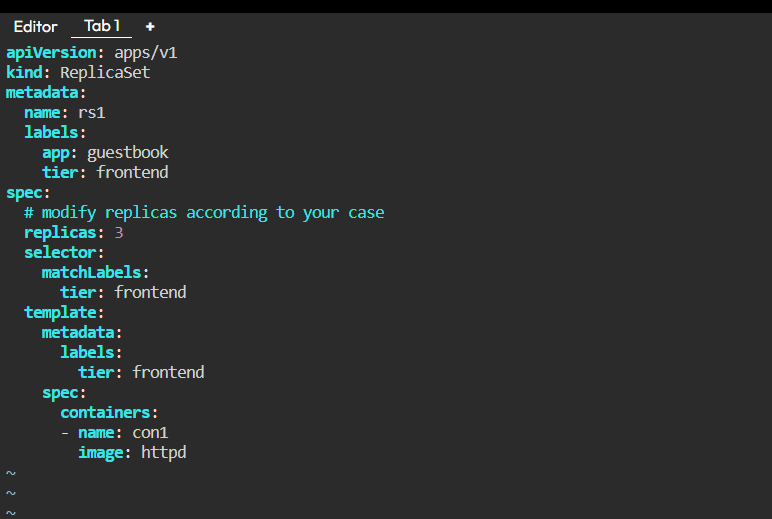 Editor Tab 1 +
apiVersion: apps/v1
kind: ReplicaSet
metadata:
  name: rs1
  labels:
    app: guestbook
    tier: frontend
spec:
  # modify replicas according to your case
  replicas: 3
  selector:
    matchLabels:
      tier: frontend
  template:
    metadata:
      labels:
        tier: frontend
    spec:
      containers:
      - name: con1
        image: httpd
~
~
~